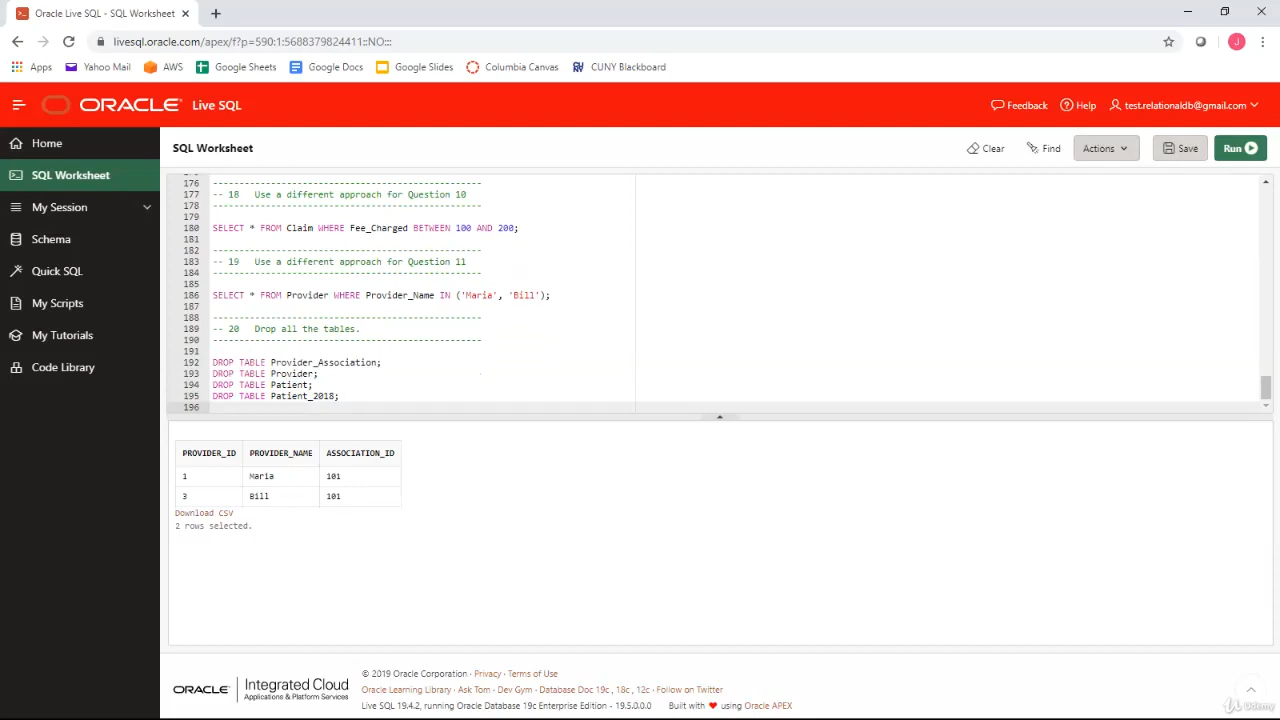 Oracle Live SQL - SQL Worksheet
livesql.oracle.com/apex/f?p=590:1:5688379824411::NO:::
Apps Yahoo Mail AWS Google Sheets Google Docs Google Slides Columbia Canvas CUNY Blackboard
ORACLE Live SQL Feedback Help test.relationaldb@gmail.com
Home
SQL Worksheet
My Session
Schema
Quick SQL
My Scripts
My Tutorials
Code Library
SQL Worksheet Clear Find Actions Save Run
176 ---------------------------------------------------
177 -- 18 Use a different approach for Question 10
178 ---------------------------------------------------
179
180 SELECT * FROM Claim WHERE Fee_Charged BETWEEN 100 AND 200;
181
182 ---------------------------------------------------
183 -- 19 Use a different approach for Question 11
184 ---------------------------------------------------
185
186 SELECT * FROM Provider WHERE Provider_Name IN ('Maria', 'Bill');
187
188 ---------------------------------------------------
189 -- 20 Drop all the tables.
190 ---------------------------------------------------
191
192 DROP TABLE Provider_Association;
193 DROP TABLE Provider;
194 DROP TABLE Patient;
195 DROP TABLE Patient_2018;
196
PROVIDER_ID PROVIDER_NAME ASSOCIATION_ID
1 Maria 101
3 Bill 101
Download CSV
2 rows selected.
ORACLE Integrated Cloud
Applications & Platform Services
© 2019 Oracle Corporation · Privacy · Terms of Use
Oracle Learning Library · Ask Tom · Dev Gym · Database Doc 19c, 18c, 12c · Follow on Twitter
Live SQL 19.4.2, running Oracle Database 19c Enterprise Edition - 19.5.0.0.0 Built with ❤ using Oracle APEX
Udemy